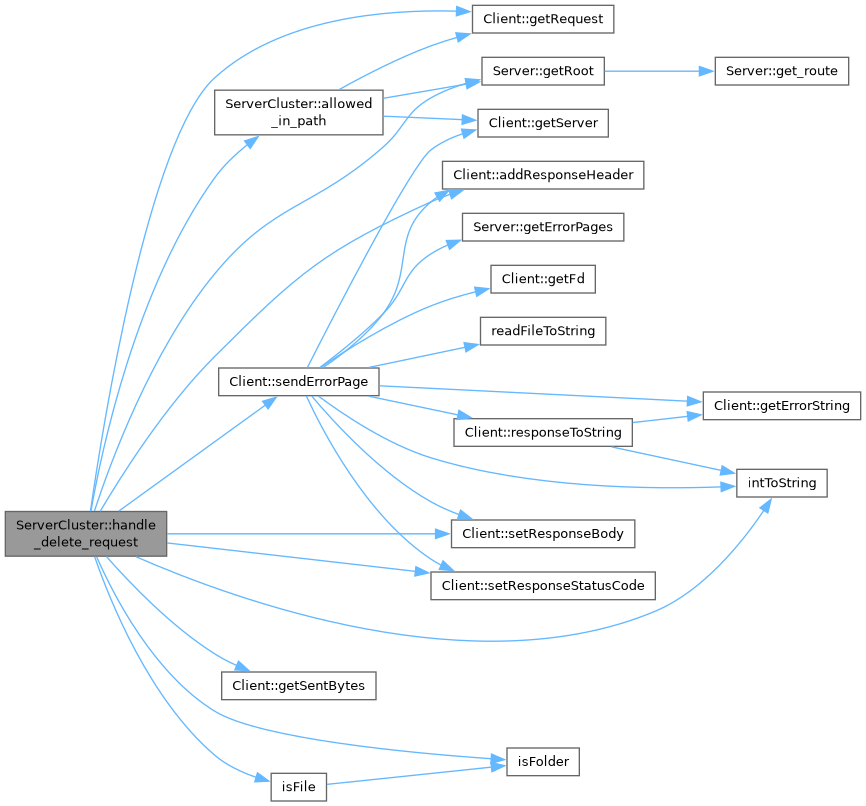 Client::getRequest
Server::getRoot
Server::get_route
ServerCluster::allowed
_in_path
Client::getServer
Client::addResponseHeader
Server::getErrorPages
Client::getFd
readFileToString
Client::sendErrorPage
Client::getErrorString
Client::responseToString
intToString
ServerCluster::handle
_delete_request
Client::setResponseBody
Client::setResponseStatusCode
Client::getSentBytes
isFolder
isFile